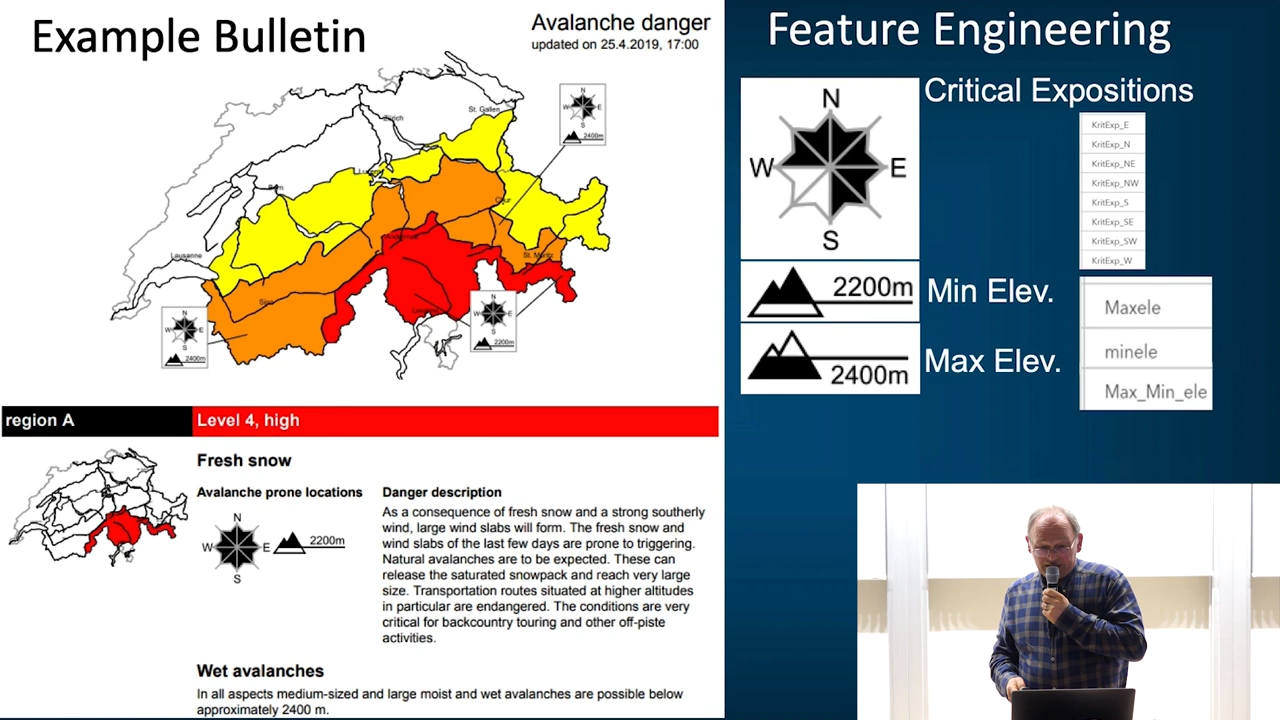 Example Bulletin
Avalanche danger
updated on 25.4.2019, 17:00
N
W E
S
2400m
St. Gallen
Zürich
Bern
Chur
Lausanne
St. Moritz
Sion
N
W E
S
2400m
N
W E
S
2200m
region A
Level 4, high
Fresh snow
Avalanche prone locations
N
W E
S
2200m
Danger description
As a consequence of fresh snow and a strong southerly
wind, large wind slabs will form. The fresh snow and
wind slabs of the last few days are prone to triggering.
Natural avalanches are to be expected. These can
release the saturated snowpack and reach very large
size. Transportation routes situated at higher altitudes
in particular are endangered. The conditions are very
critical for backcountry touring and other off-piste
activities.
Wet avalanches
In all aspects medium-sized and large moist and wet avalanches are possible below
approximately 2400 m.
Feature Engineering
N
W E
S
Critical Expositions
KritExp_E
KritExp_N
KritExp_NE
KritExp_NW
KritExp_S
KritExp_SE
KritExp_SW
KritExp_W
2200m
Min Elev.
2400m
Max Elev.
Maxele
minele
Max_Min_ele